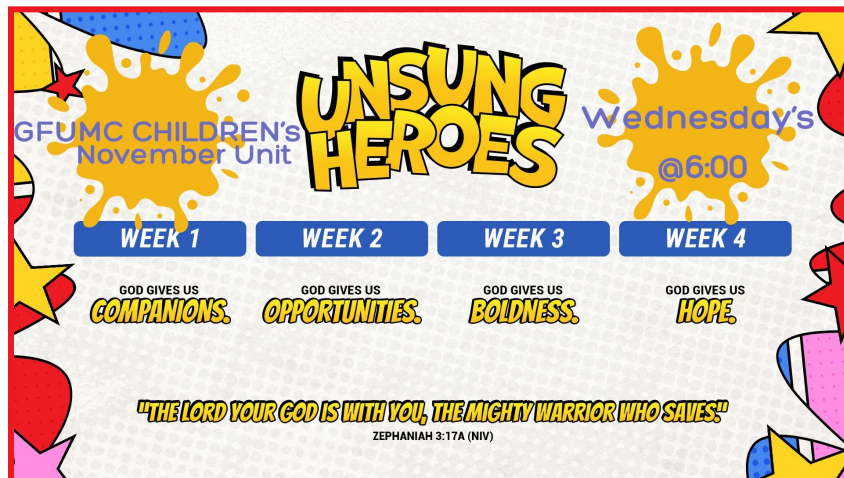 GFUMC CHILDREN's
November Unit
UNSUNG
HEROES
Wednesday's
@6:00
WEEK 1
GOD GIVES US
COMPANIONS.
WEEK 2
GOD GIVES US
OPPORTUNITIES.
WEEK 3
GOD GIVES US
BOLDNESS.
WEEK 4
GOD GIVES US
HOPE.
"THE LORD YOUR GOD IS WITH YOU, THE MIGHTY WARRIOR WHO SAVES."
ZEPHANIAH 3:17A (NIV)